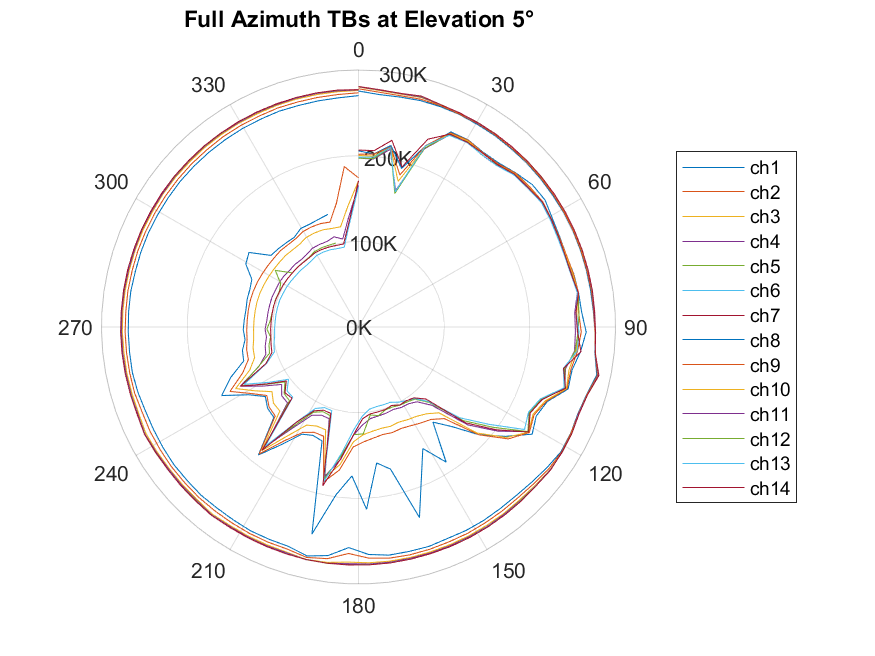 Full Azimuth TBs at Elevation 5°
0
330
300K
30
200K
300
60
100K
270
0K
90
240
120
210
150
180
ch1
ch2
ch3
ch4
ch5
ch6
ch7
ch8
ch9
ch10
ch11
ch12
ch13
ch14